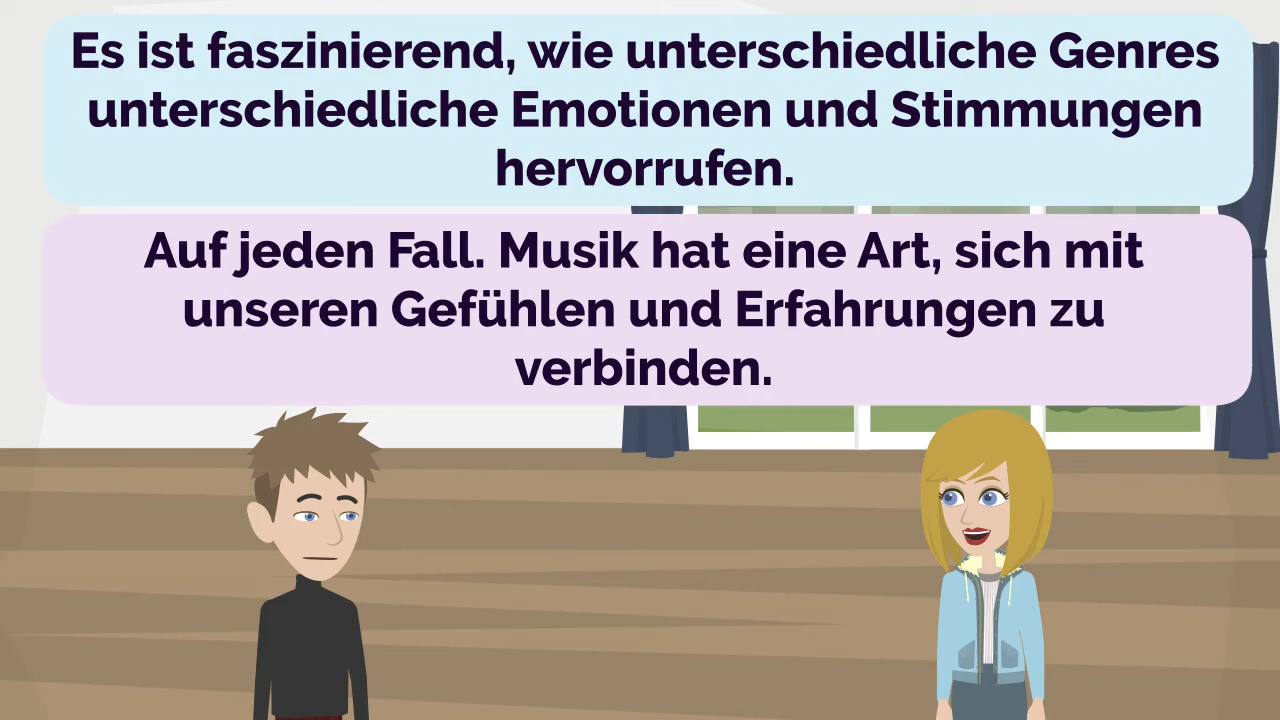 Es ist faszinierend, wie unterschiedliche Genres
unterschiedliche Emotionen und Stimmungen
hervorrufen.
Auf jeden Fall. Musik hat eine Art, sich mit
unseren Gefühlen und Erfahrungen zu
verbinden.